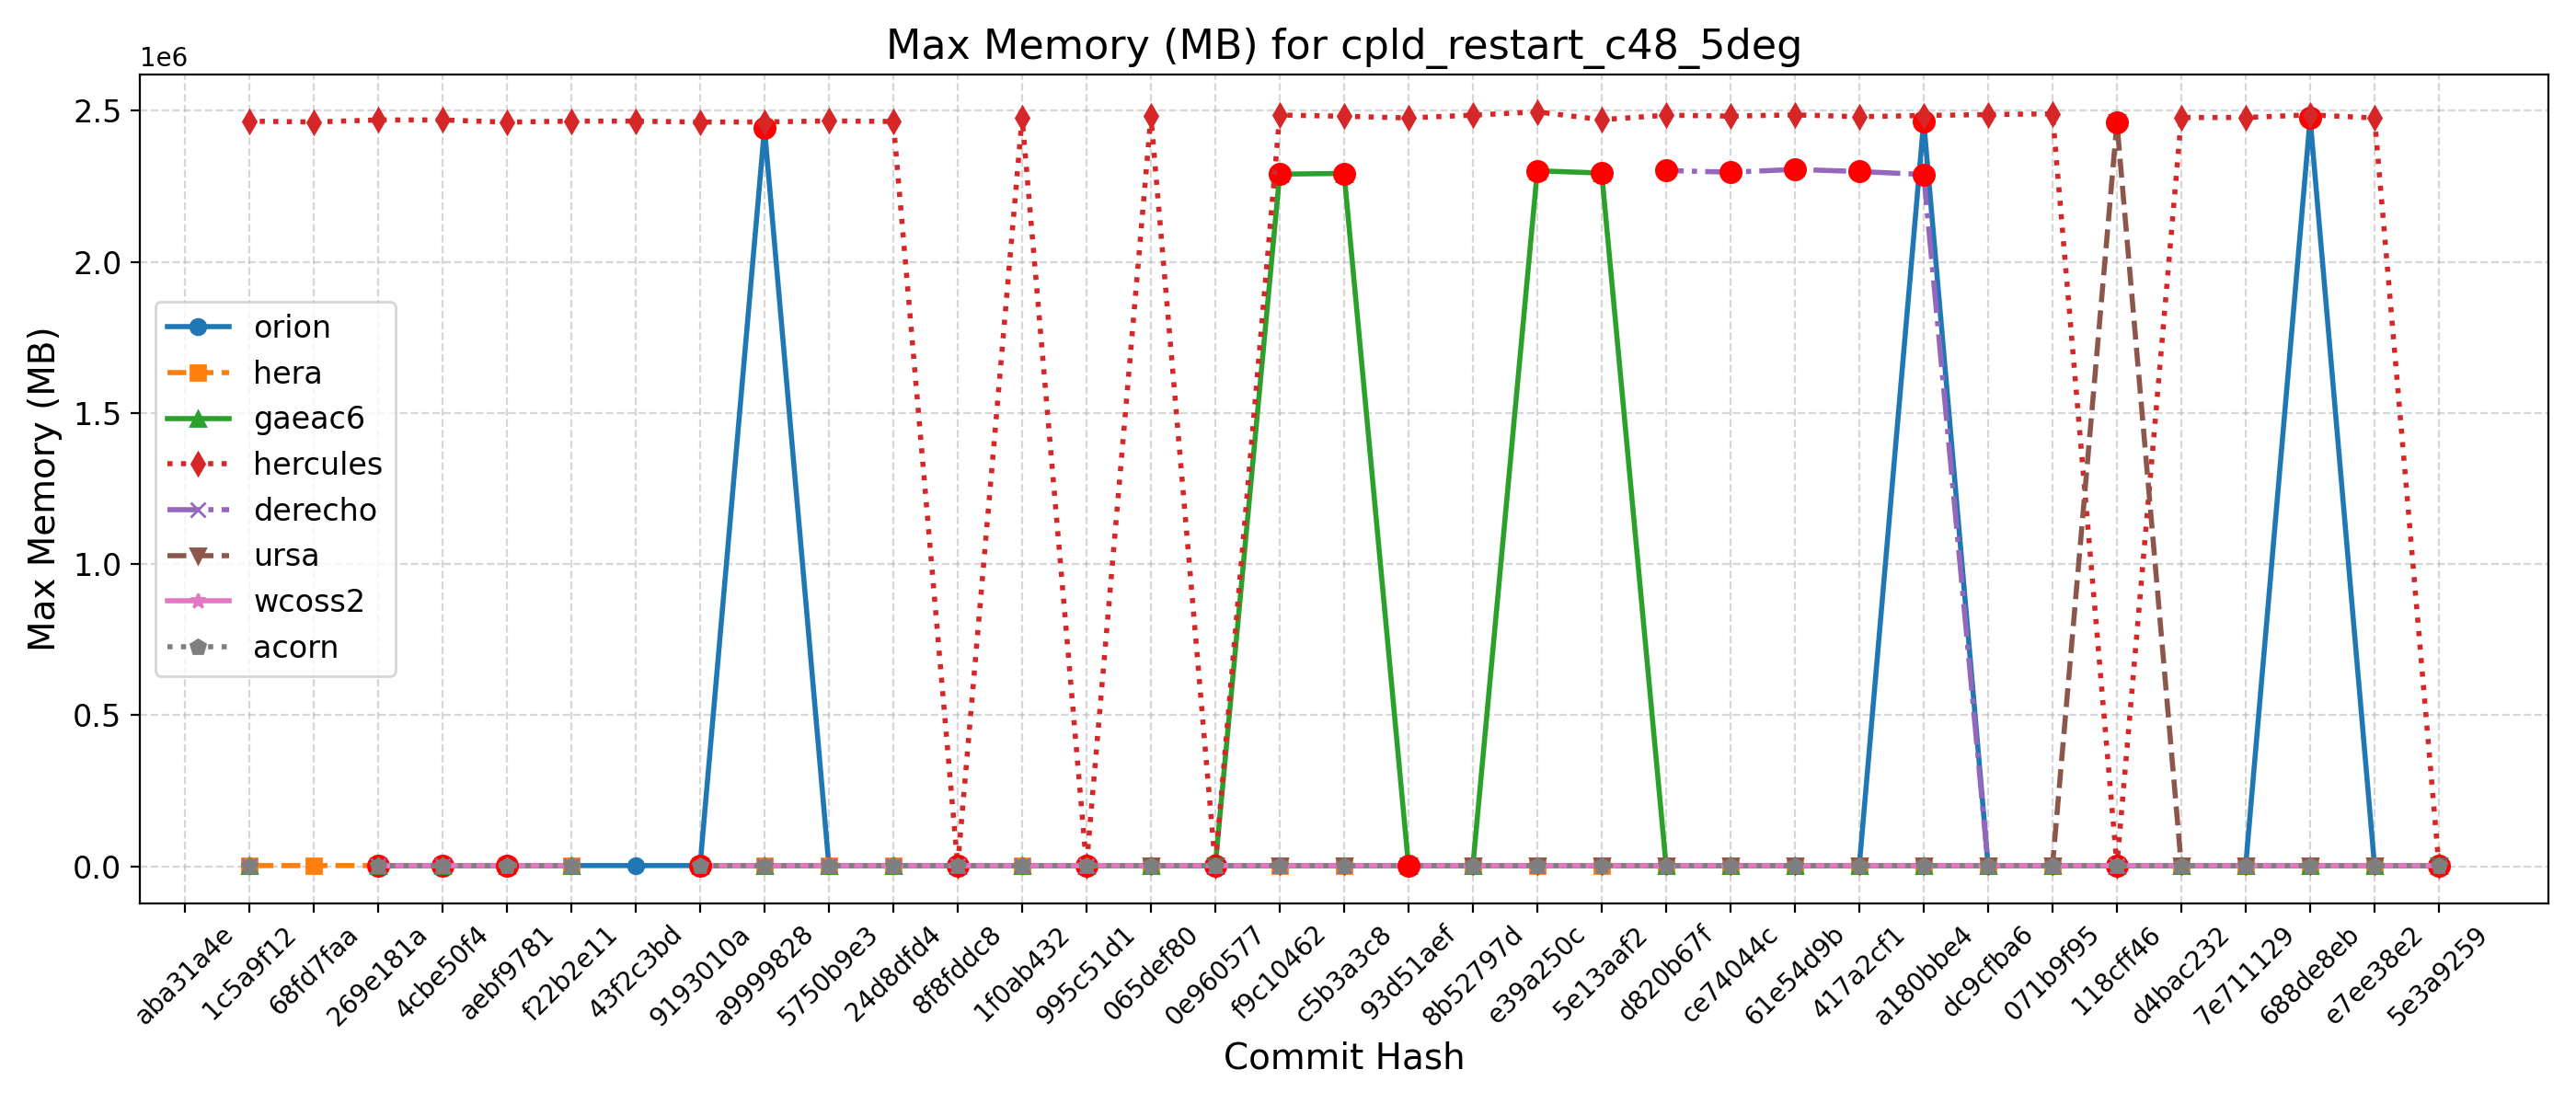 Max Memory (MB) for cpld_restart_c48_5deg
1e6
2.5
2.0
1.5
1.0
0.5
0.0
Max Memory (MB)
orion
hera
gaeac6
hercules
derecho
ursa
wcoss2
acorn
aba31a4e
1c5a9f12
68fd7faa
269e181a
4cbe50f4
aebf9781
f22b2e11
43f2c3bd
9193010a
a9999828
5750b9e3
24d8dfd4
8f8fddc8
1f0ab432
995c51d1
065def80
0e960577
f9c10462
c5b3a3c8
93d51aef
8b52797d
e39a250c
5e13aaf2
d820b67f
ce74044c
61e54d9b
417a2cf1
a180bbe4
dc9cfba6
071b9f95
118cff46
d4bac232
7e711129
688de8eb
e7ee38e2
5e3a9259
Commit Hash